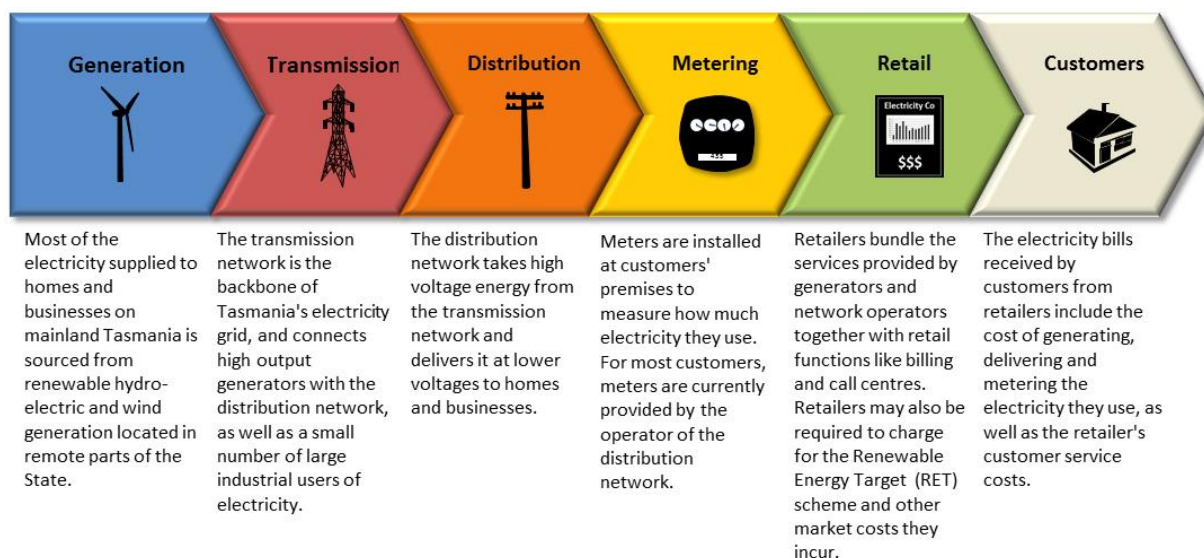 Generation
Transmission
Distribution
Metering
Retail
Customers
Electricity Co
$$$
435
Most of the
electricity supplied to
homes and
businesses on
mainland Tasmania is
sourced from
renewable hydro-
electric and wind
generation located in
remote parts of the
State.
The transmission
network is the
backbone of
Tasmania's electricity
grid, and connects
high output
generators with the
distribution network,
as well as a small
number of large
industrial users of
electricity.
The distribution
network takes high
voltage energy from
the transmission
network and
delivers it at lower
voltages to homes
and businesses.
Meters are installed
at customers'
premises to
measure how much
electricity they use.
For most customers,
meters are currently
provided by the
operator of the
distribution
network.
Retailers bundle the
services provided by
generators and
network operators
together with retail
functions like billing
and call centres.
Retailers may also be
required to charge
for the Renewable
Energy Target (RET)
scheme and other
market costs they
incur.
The electricity bills
received by
customers from
retailers include the
cost of generating,
delivering and
metering the
electricity they use, as
well as the retailer's
customer service
costs.